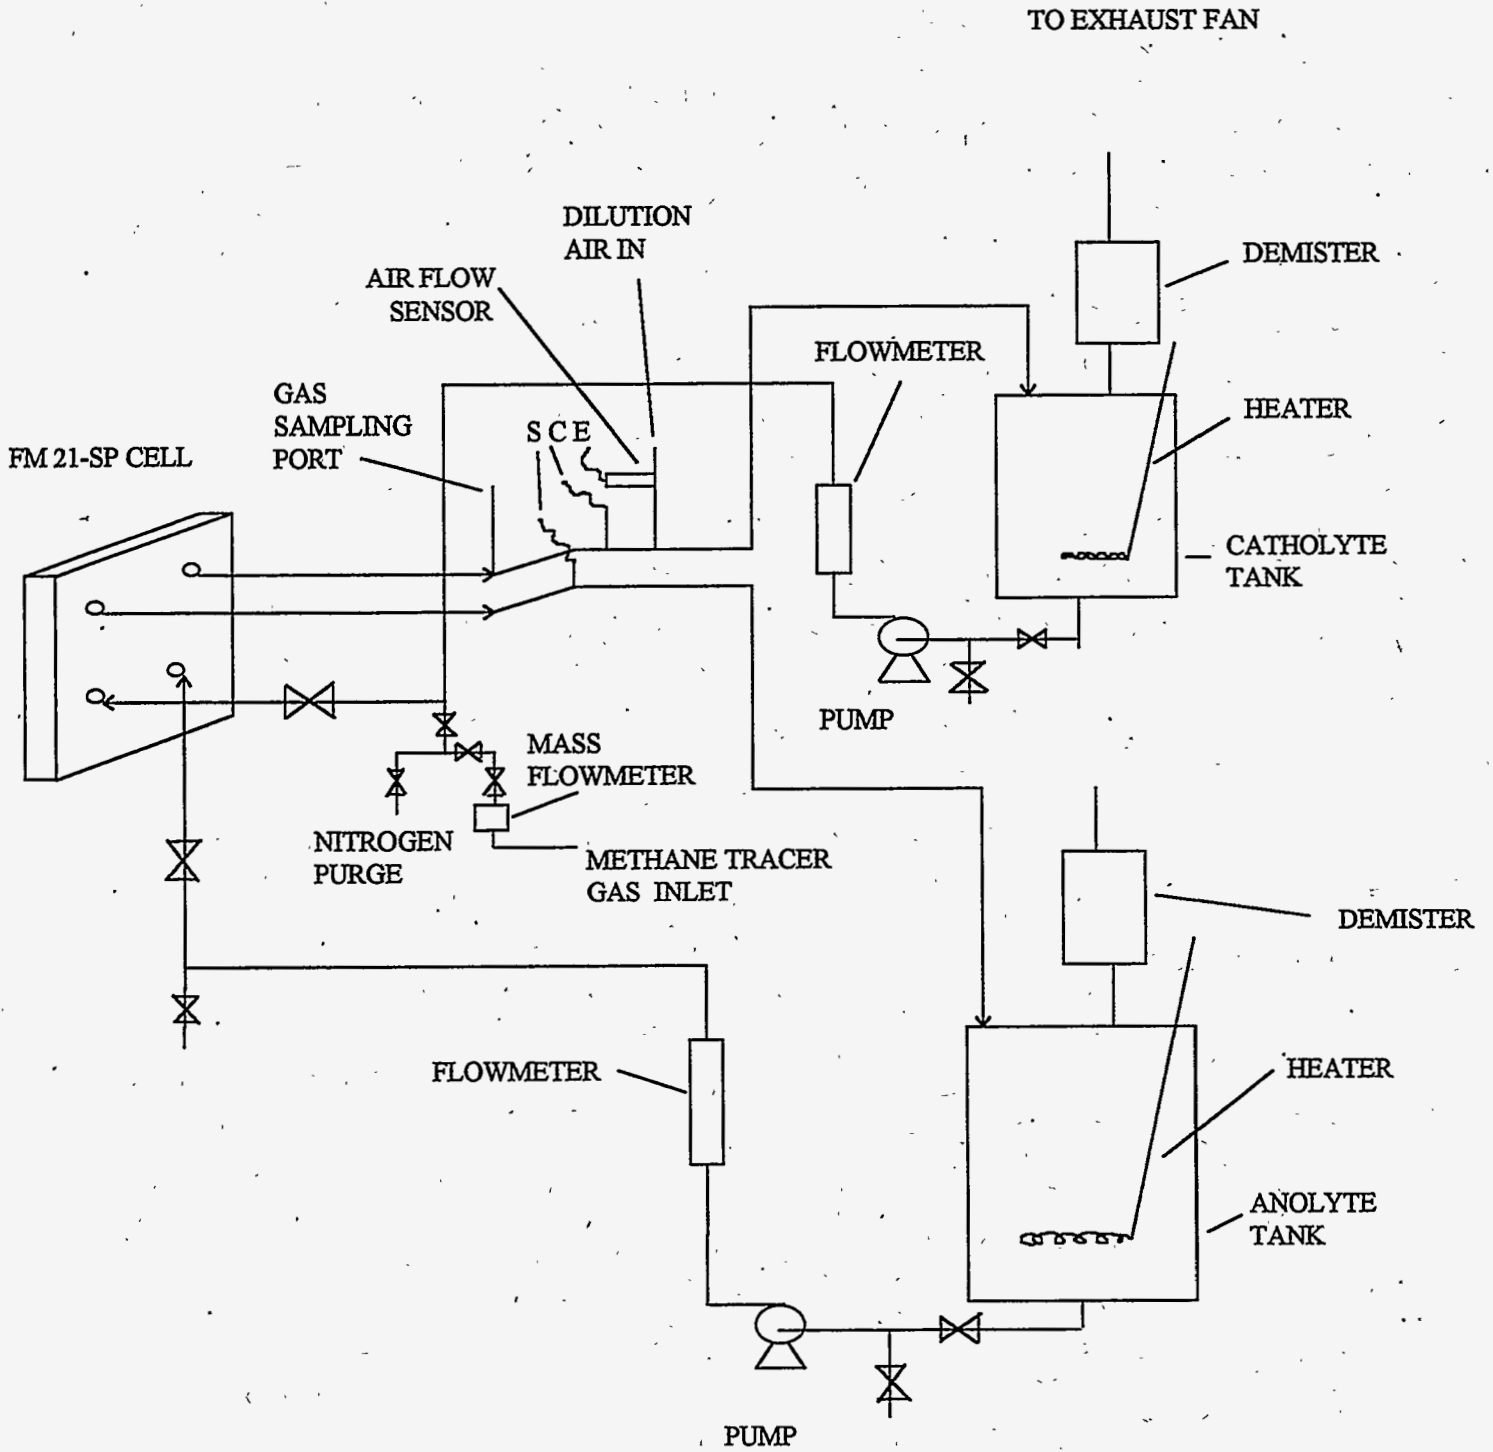 TO EXHAUST FAN
DILUTION
AIR IN
DEMISTER
AIR FLOW
SENSOR
FLOWMETER
GAS
SAMPLING
PORT
HEATER
S C E
FM 21-SP CELL
CATHOLYTE
TANK
PUMP
MASS
FLOWMETER
NITROGEN
PURGE
METHANE TRACER
GAS INLET
DEMISTER
FLOWMETER
HEATER
ANOLYTE
TANK
PUMP